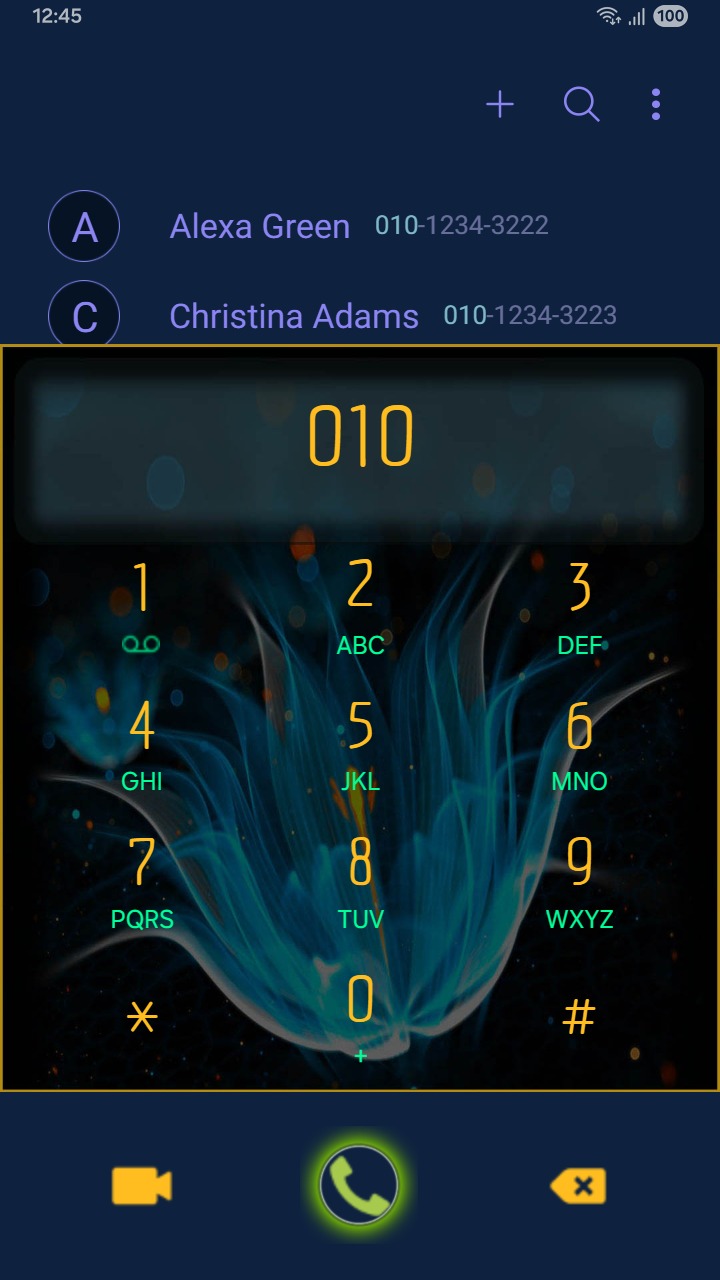 12:45 100
A Alexa Green 010-1234-3222
C Christina Adams 010-1234-3223
010
1 2 3
ABC DEF
4 5 6
GHI JKL MNO
7 8 9
PQRS TUV WXYZ
* 0 #
+